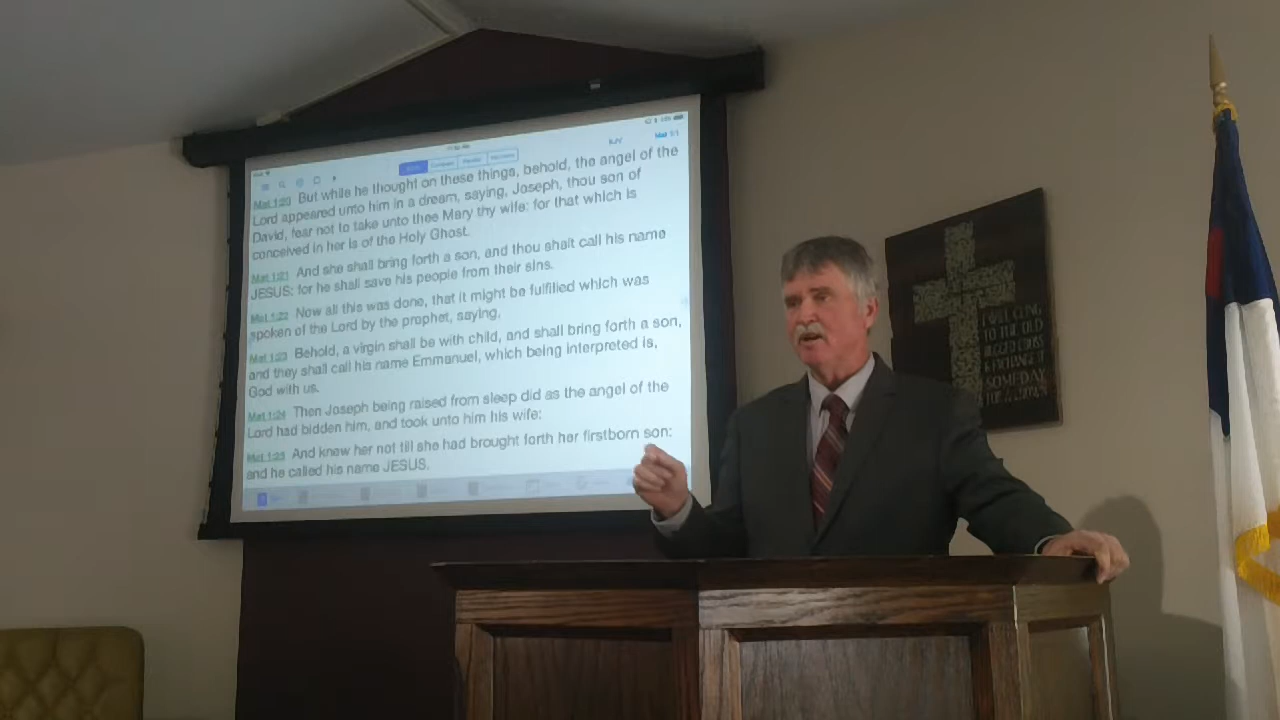 KJV
Mat 1:1
Mat 1:20 But while he thought on these things, behold, the angel of the
Lord appeared unto him in a dream, saying, Joseph, thou son of
David, fear not to take unto thee Mary thy wife: for that which is
conceived in her is of the Holy Ghost.
Mat 1:21 And she shall bring forth a son, and thou shalt call his name
JESUS: for he shall save his people from their sins.
Mat 1:22 Now all this was done, that it might be fulfilled which was
spoken of the Lord by the prophet, saying,
Mat 1:23 Behold, a virgin shall be with child, and shall bring forth a son,
and they shall call his name Emmanuel, which being interpreted is,
God with us.
Mat 1:24 Then Joseph being raised from sleep did as the angel of the
Lord had bidden him, and took unto him his wife:
Mat 1:25 And knew her not till she had brought forth her firstborn son:
and he called his name JESUS.
I WILL CLING
TO THE OLD
RUGGED CROSS
& EXCHANGE IT
SOMEDAY
FOR A CROWN